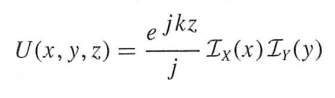 U(x, y, z) = \frac{e^{jkz}}{j} \mathcal{I}_X(x) \mathcal{I}_Y(y)